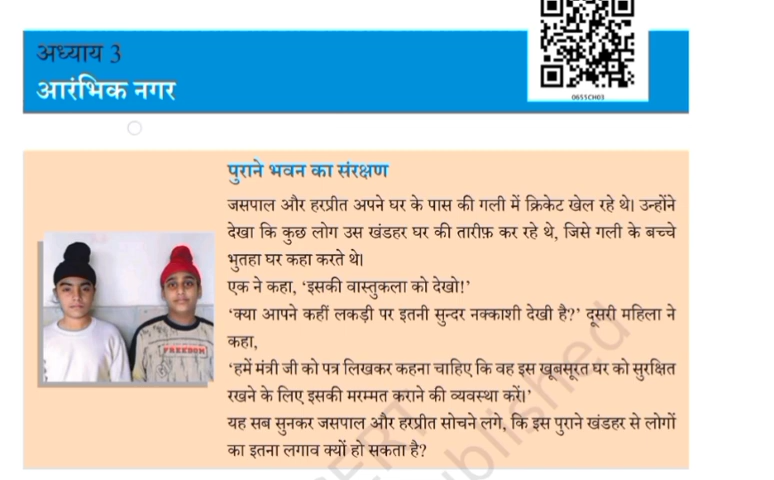 0655CH03
अध्याय 3
आरंभिक नगर
पुराने भवन का संरक्षण
जसपाल और हरप्रीत अपने घर के पास की गली में क्रिकेट खेल रहे थे। उन्होंने
देखा कि कुछ लोग उस खंडहर घर की तारीफ़ कर रहे थे, जिसे गली के बच्चे
भुतहा घर कहा करते थे।
एक ने कहा, ‘इसकी वास्तुकला को देखो!’
‘क्या आपने कहीं लकड़ी पर इतनी सुन्दर नक्काशी देखी है?’ दूसरी महिला ने
कहा,
‘हमें मंत्री जी को पत्र लिखकर कहना चाहिए कि वह इस खूबसूरत घर को सुरक्षित
रखने के लिए इसकी मरम्मत कराने की व्यवस्था करें।’
यह सब सुनकर जसपाल और हरप्रीत सोचने लगे, कि इस पुराने खंडहर से लोगों
का इतना लगाव क्यों हो सकता है?
FREEDOM